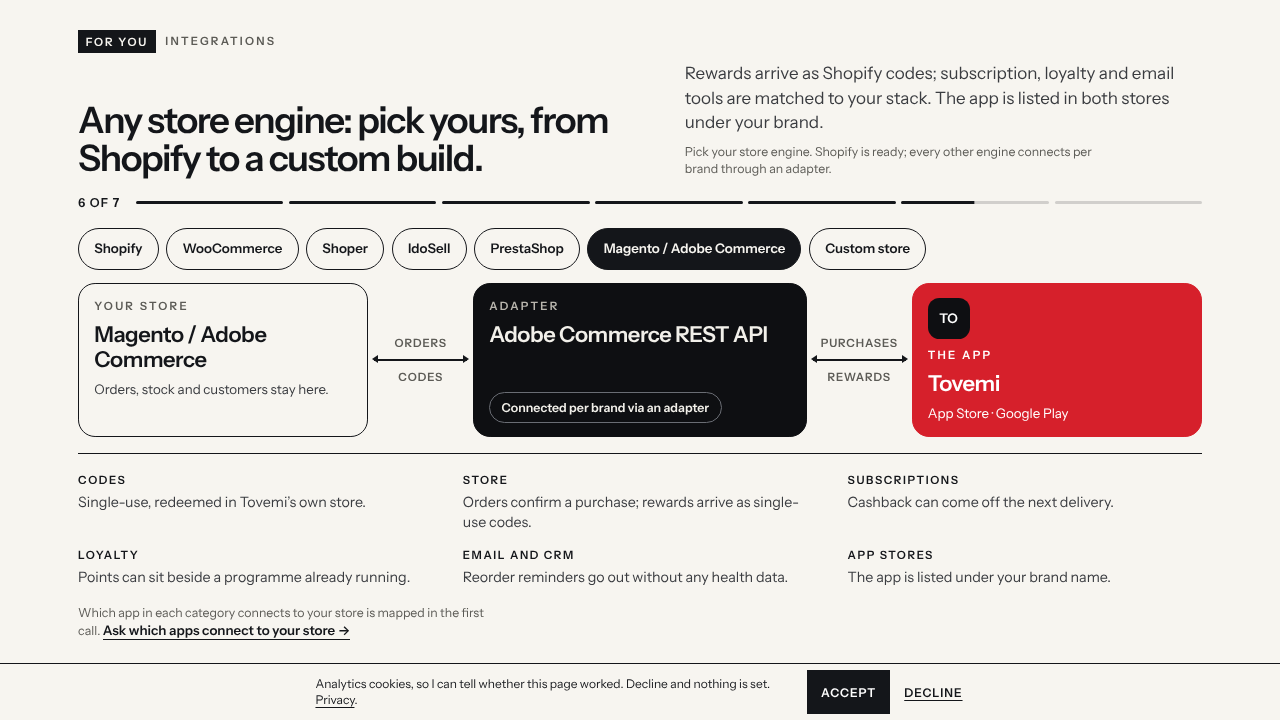 FOR YOU INTEGRATIONS
Any store engine: pick yours, from
Shopify to a custom build.
Rewards arrive as Shopify codes; subscription, loyalty and email
tools are matched to your stack. The app is listed in both stores
under your brand.
Pick your store engine. Shopify is ready; every other engine connects per
brand through an adapter.
6 OF 7
Shopify WooCommerce Shoper IdoSell PrestaShop Magento / Adobe Commerce Custom store
YOUR STORE
Magento / Adobe
Commerce
Orders, stock and customers stay here.
ORDERS
CODES
ADAPTER
Adobe Commerce REST API
Connected per brand via an adapter
PURCHASES
REWARDS
TO
THE APP
Tovemi
App Store · Google Play
CODES
Single-use, redeemed in Tovemi’s own store.
STORE
Orders confirm a purchase; rewards arrive as single-
use codes.
SUBSCRIPTIONS
Cashback can come off the next delivery.
LOYALTY
Points can sit beside a programme already running.
EMAIL AND CRM
Reorder reminders go out without any health data.
APP STORES
The app is listed under your brand name.
Which app in each category connects to your store is mapped in the first
call. Ask which apps connect to your store →
Analytics cookies, so I can tell whether this page worked. Decline and nothing is set.
Privacy.
ACCEPT DECLINE